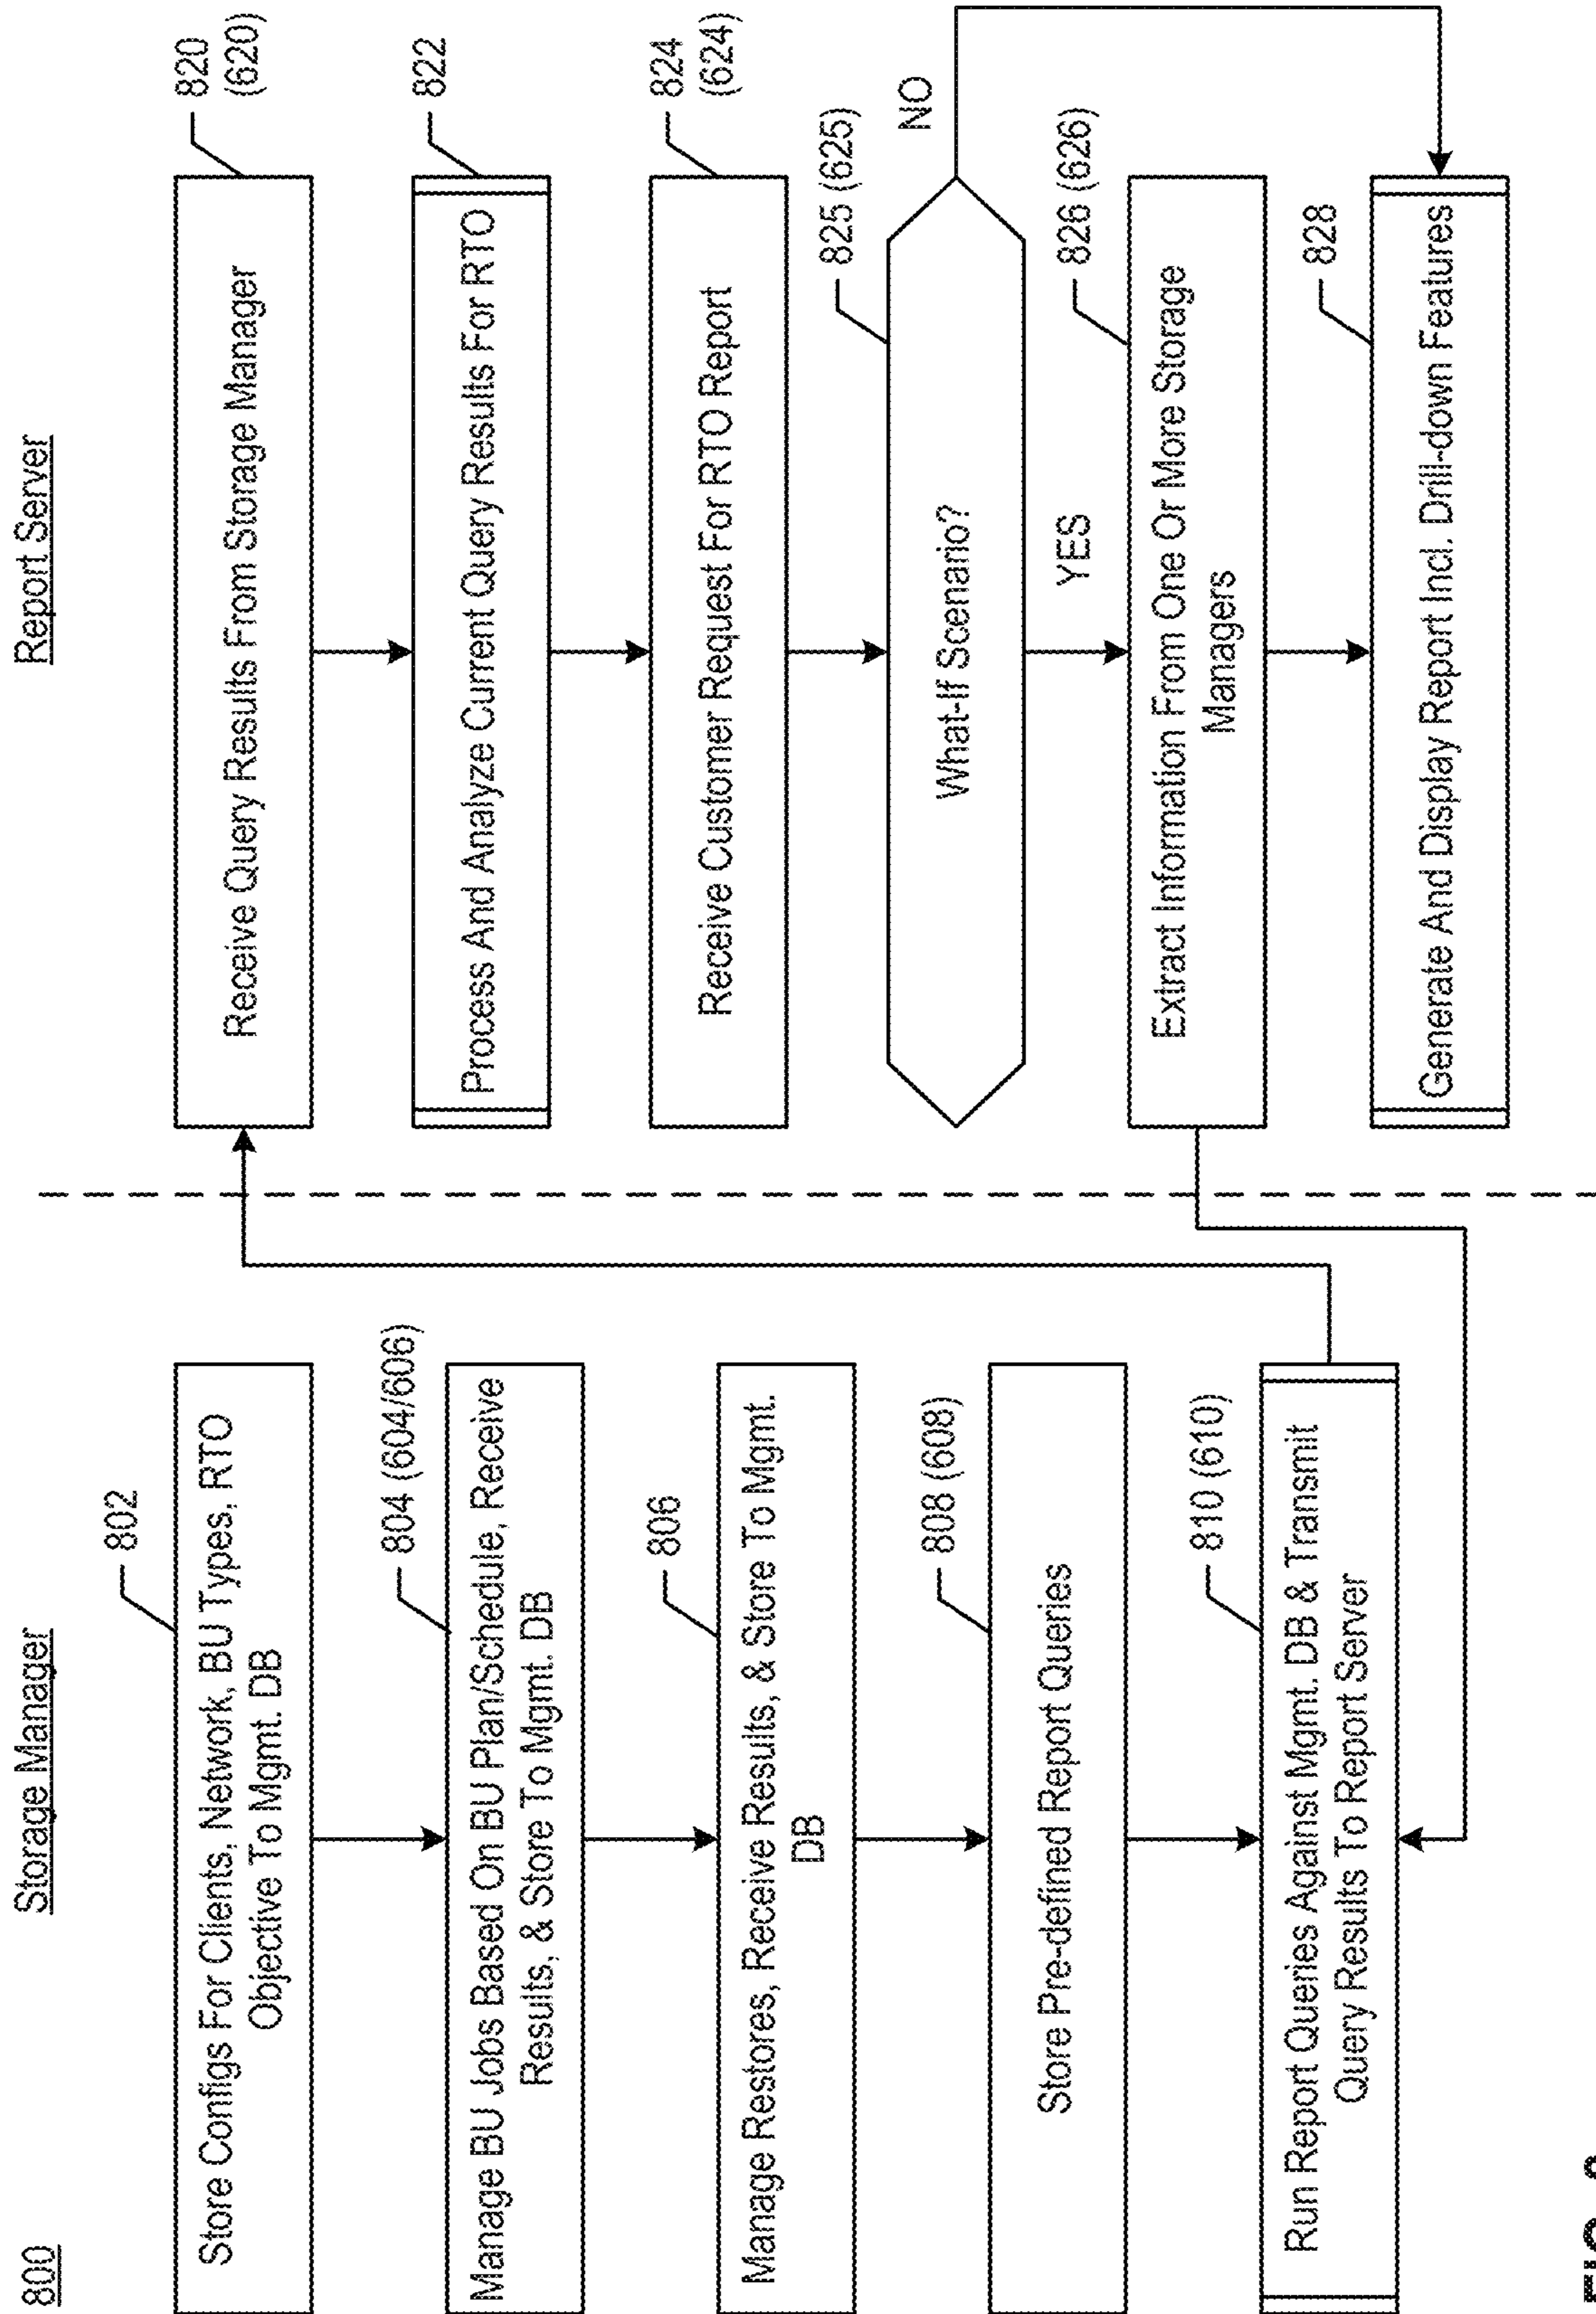 800
Storage Manager
802
Store Configs For Clients, Network, BU Types, RTO
Objective To Mgmt. DB
804 (604/606)
Manage BU Jobs Based On BU Plan/Schedule, Receive
Results, & Store To Mgmt. DB
806
Manage Restores, Receive Results, & Store To Mgmt.
DB
808 (608)
Store Pre-defined Report Queries
810 (610)
Run Report Queries Against Mgmt. DB & Transmit
Query Results To Report Server
Report Server
820
(620)
Receive Query Results From Storage Manager
822
Process And Analyze Current Query Results For RTO
824
(624)
Receive Customer Request For RTO Report
825 (625)
What-If Scenario?
NO
YES
826 (626)
Extract Information From One Or More Storage
Managers
828
Generate And Display Report Incl. Drill-down Features